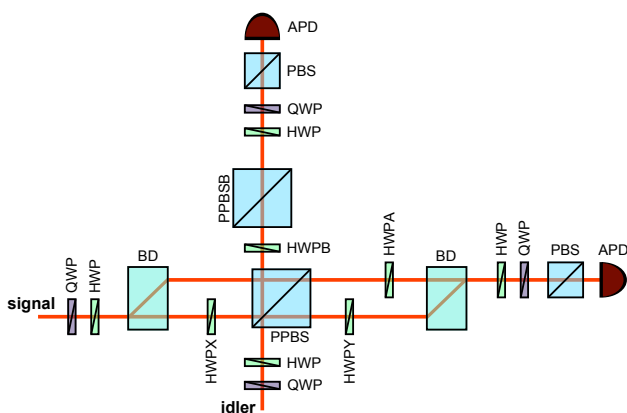 APD
PBS
QWP
HWP
PPBSB
HWPB
HWPA
HWP
QWP
PBS
APD
BD
BD
QWP
HWP
signal
HWPX
PPBS
HWPY
HWP
QWP
idler